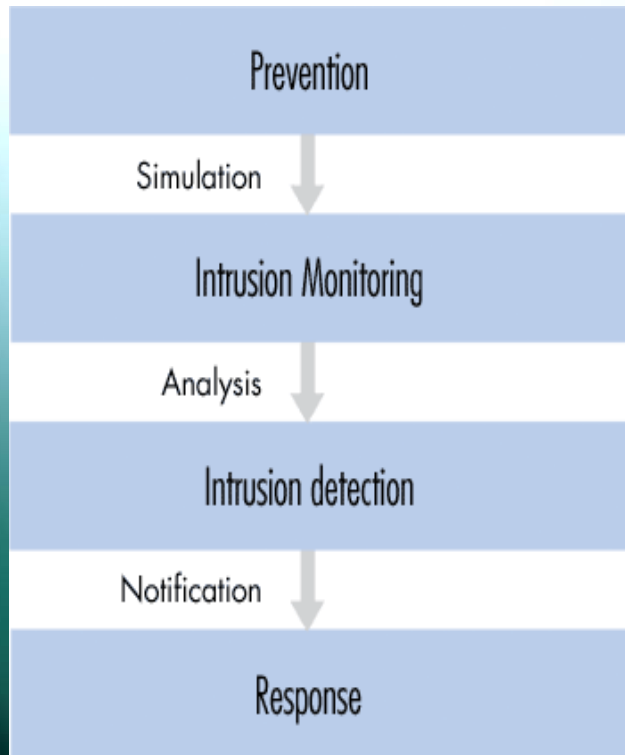 Prevention
Simulation
Intrusion Monitoring
Analysis
Intrusion detection
Notification
Response